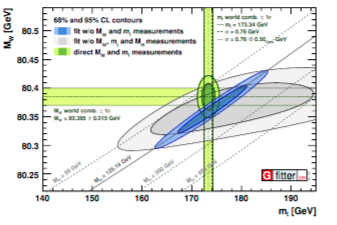 68% and 95% CL contours
fit w/o M_W and m_t measurements
fit w/o M_W, m_t and M_H measurements
direct M_W and m_t measurements
m_t world comb. ± 1σ
m_t = 173.34 GeV
σ = 0.76 GeV
σ = 0.76 ⊕ 0.50 GeV
M_W [GeV]
80.5
80.45
80.4
80.35
80.3
80.25
M_W world comb. ± 1σ
M_W = 80.385 ± 0.015 GeV
M_H = 50 GeV
M_H = 125.14 GeV
M_H = 300 GeV
G fitter
140
150
160
170
180
190
m_t [GeV]